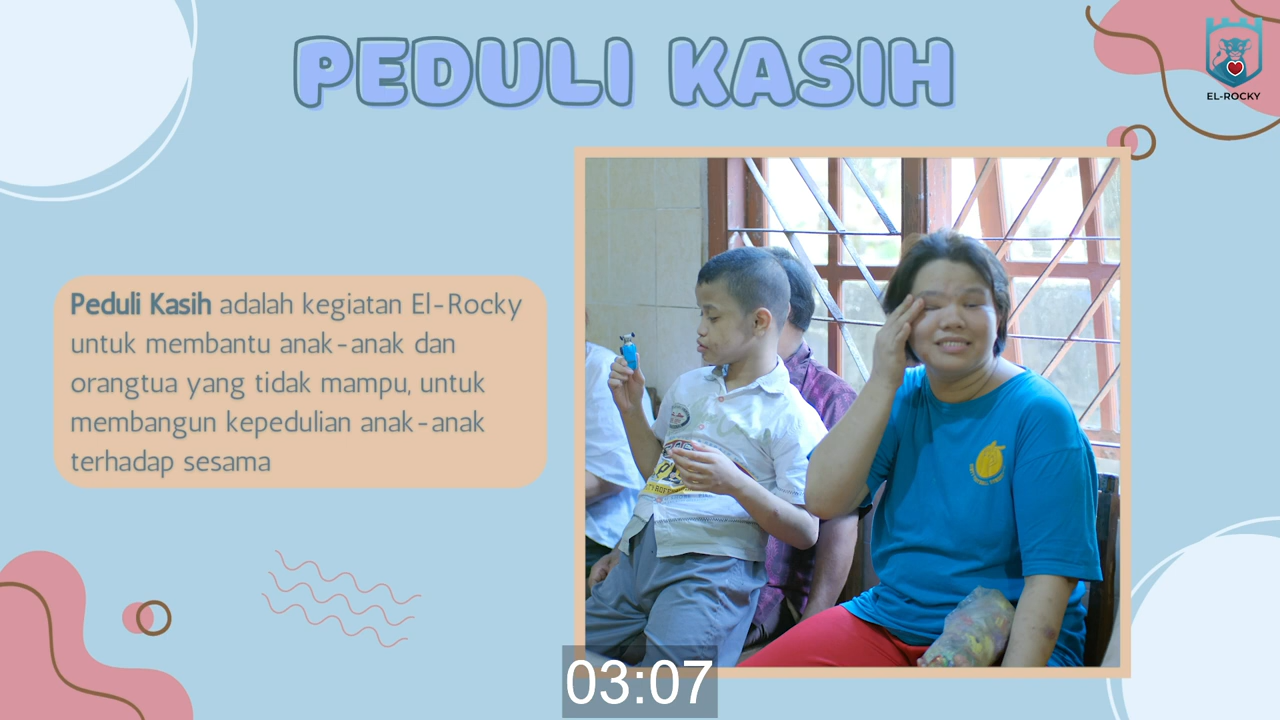 PEDULI KASIH
EL-ROCKY
Peduli Kasih adalah kegiatan El-Rocky
untuk membantu anak-anak dan
orangtua yang tidak mampu, untuk
membangun kepedulian anak-anak
terhadap sesama
03:07